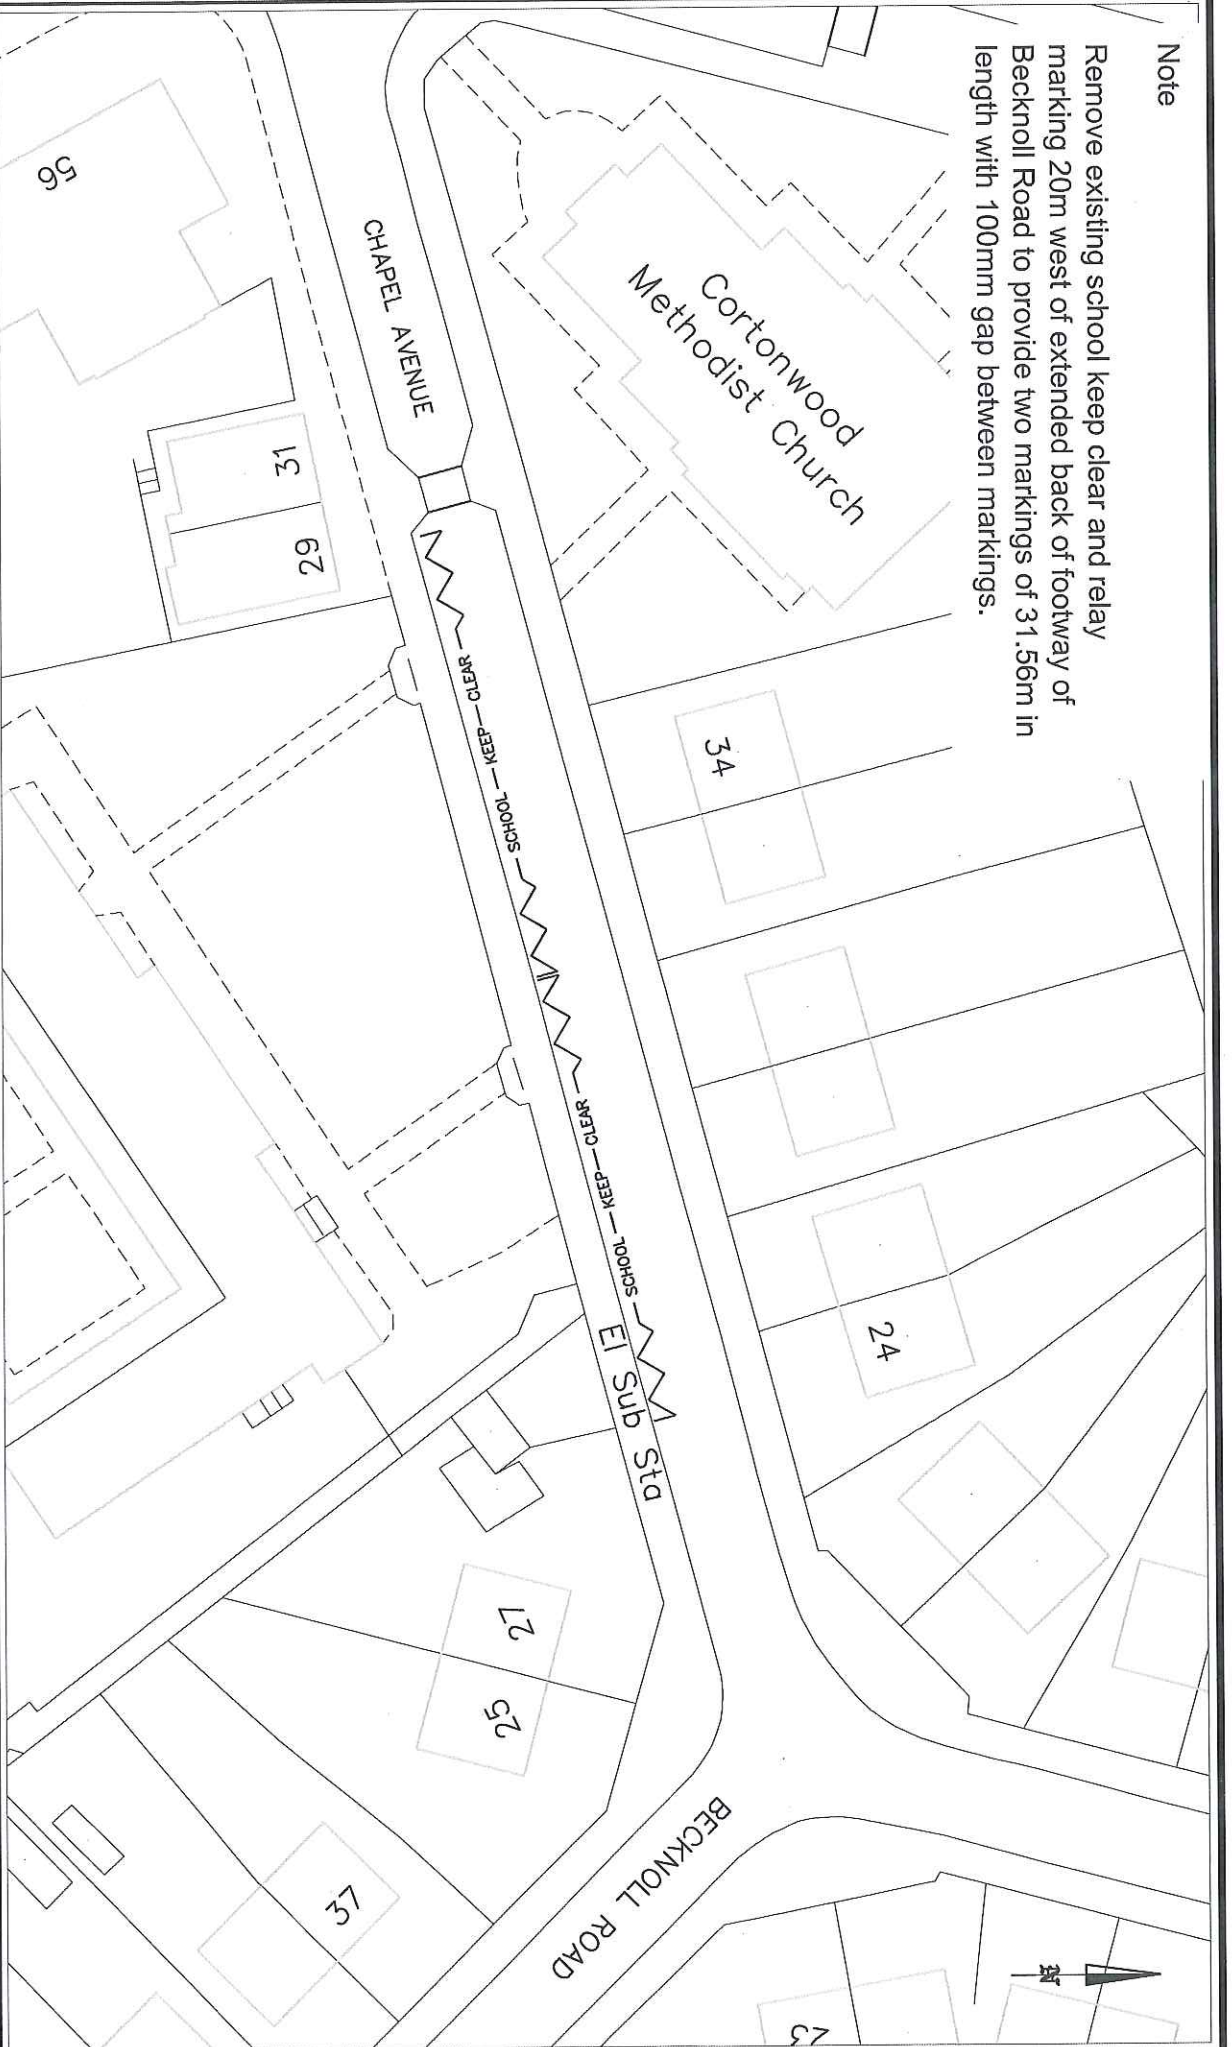 Note
Remove existing school keep clear and relay
marking 20m west of extended back of footway of
Becknoll Road to provide two markings of 31.56m in
length with 100mm gap between markings.
Cortonwood
Methodist Church
CHAPEL AVENUE
56
31
29
34
24
CLEAR
KEEP
SCHOOL
CLEAR
KEEP
SCHOOL
El Sub Sta
27
25
37
BECKNOLL ROAD
23
N